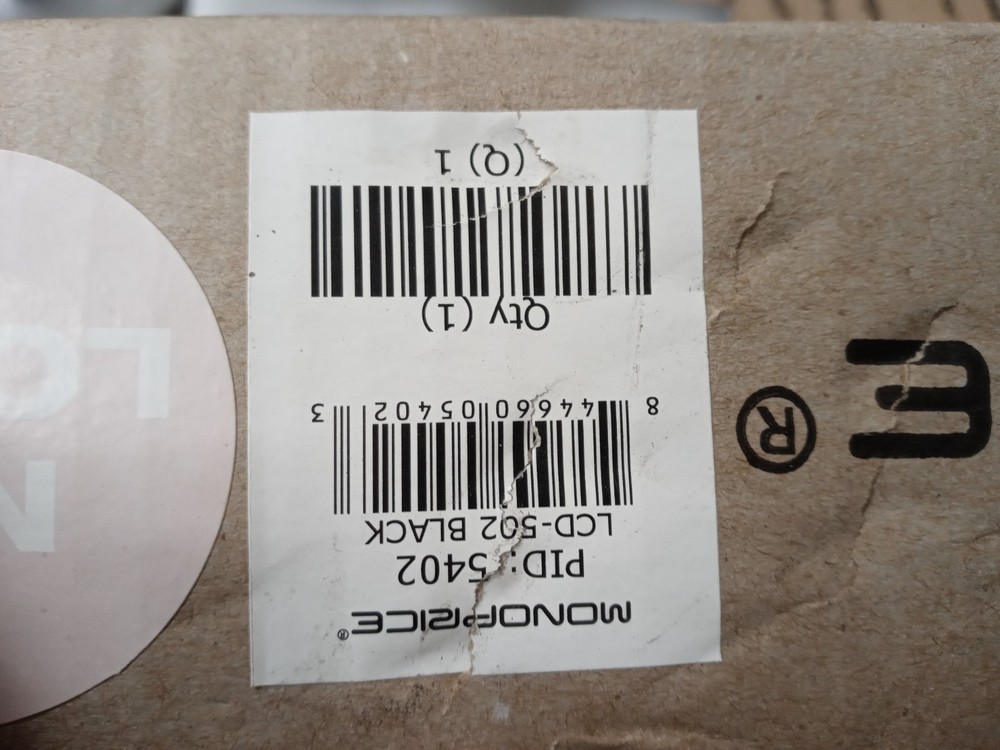 E®
MONOPRICE®
PID: 5402
LCD-502 BLACK
8 44660 05402 3
Qty (1)
(Q) 1